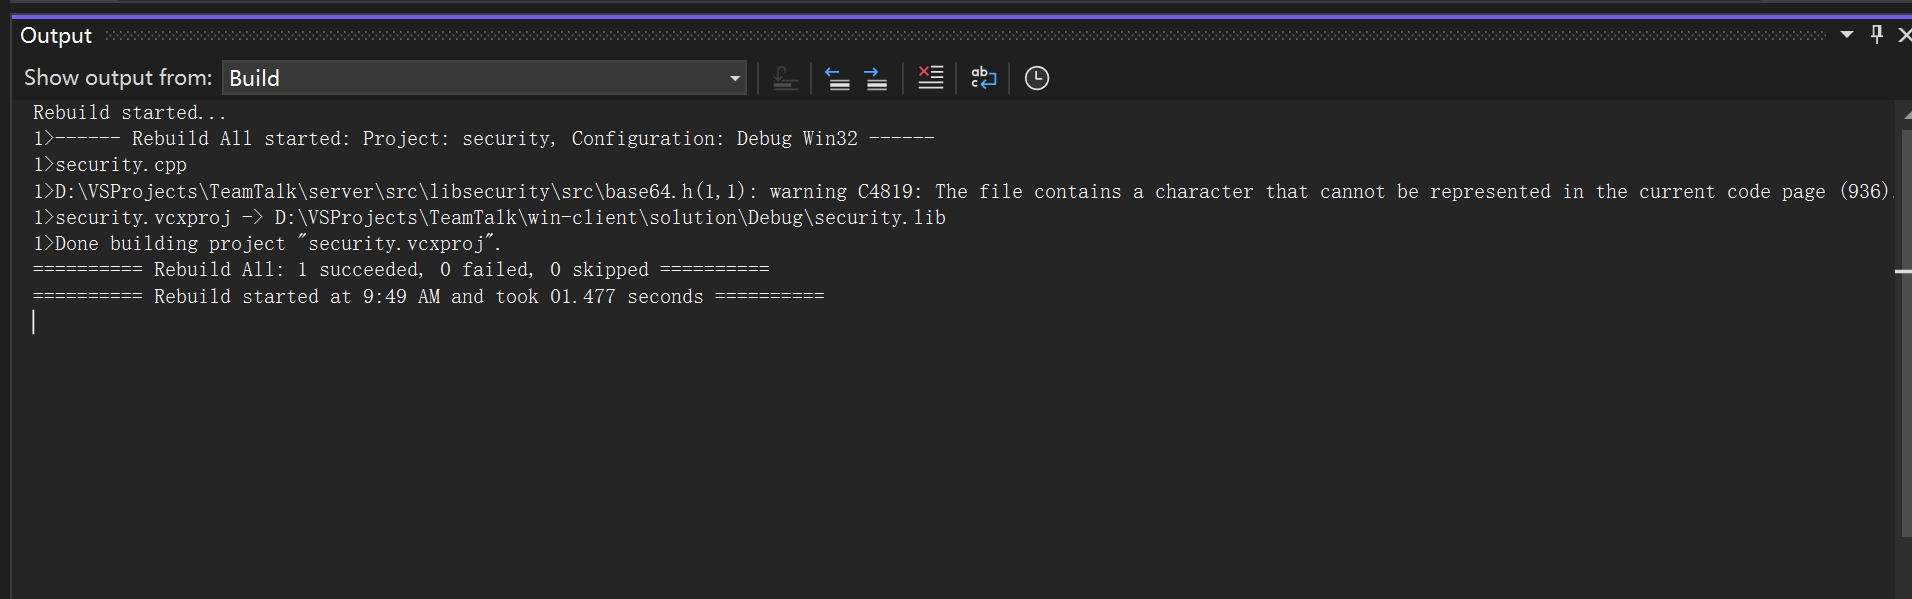 Output
Show output from: Build
Rebuild started...
1>------ Rebuild All started: Project: security, Configuration: Debug Win32 ------
1>security.cpp
1>D:\VSProjects\TeamTalk\server\src\libsecurity\src\base64.h(1,1): warning C4819: The file contains a character that cannot be represented in the current code page (936).
1>security.vcxproj -> D:\VSProjects\TeamTalk\win-client\solution\Debug\security.lib
1>Done building project "security.vcxproj".
========== Rebuild All: 1 succeeded, 0 failed, 0 skipped ==========
========== Rebuild started at 9:49 AM and took 01.477 seconds ==========